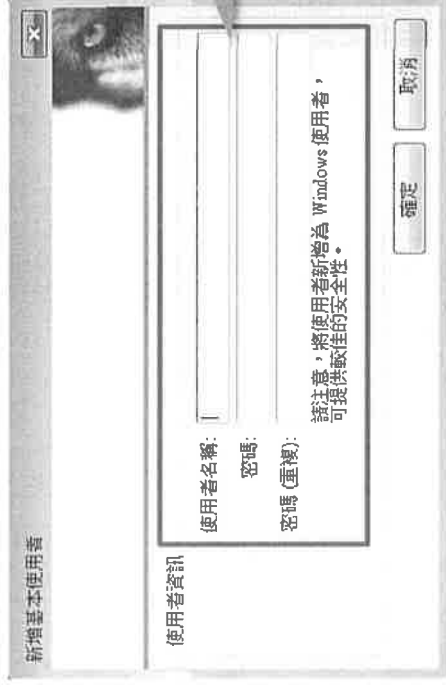 新增基本使用者
使用者資訊
使用者名稱:
密碼:
密碼 (重複):
請注意，將使用者新增為 Windows 使用者，
可提供較佳的安全性。
確定
取消